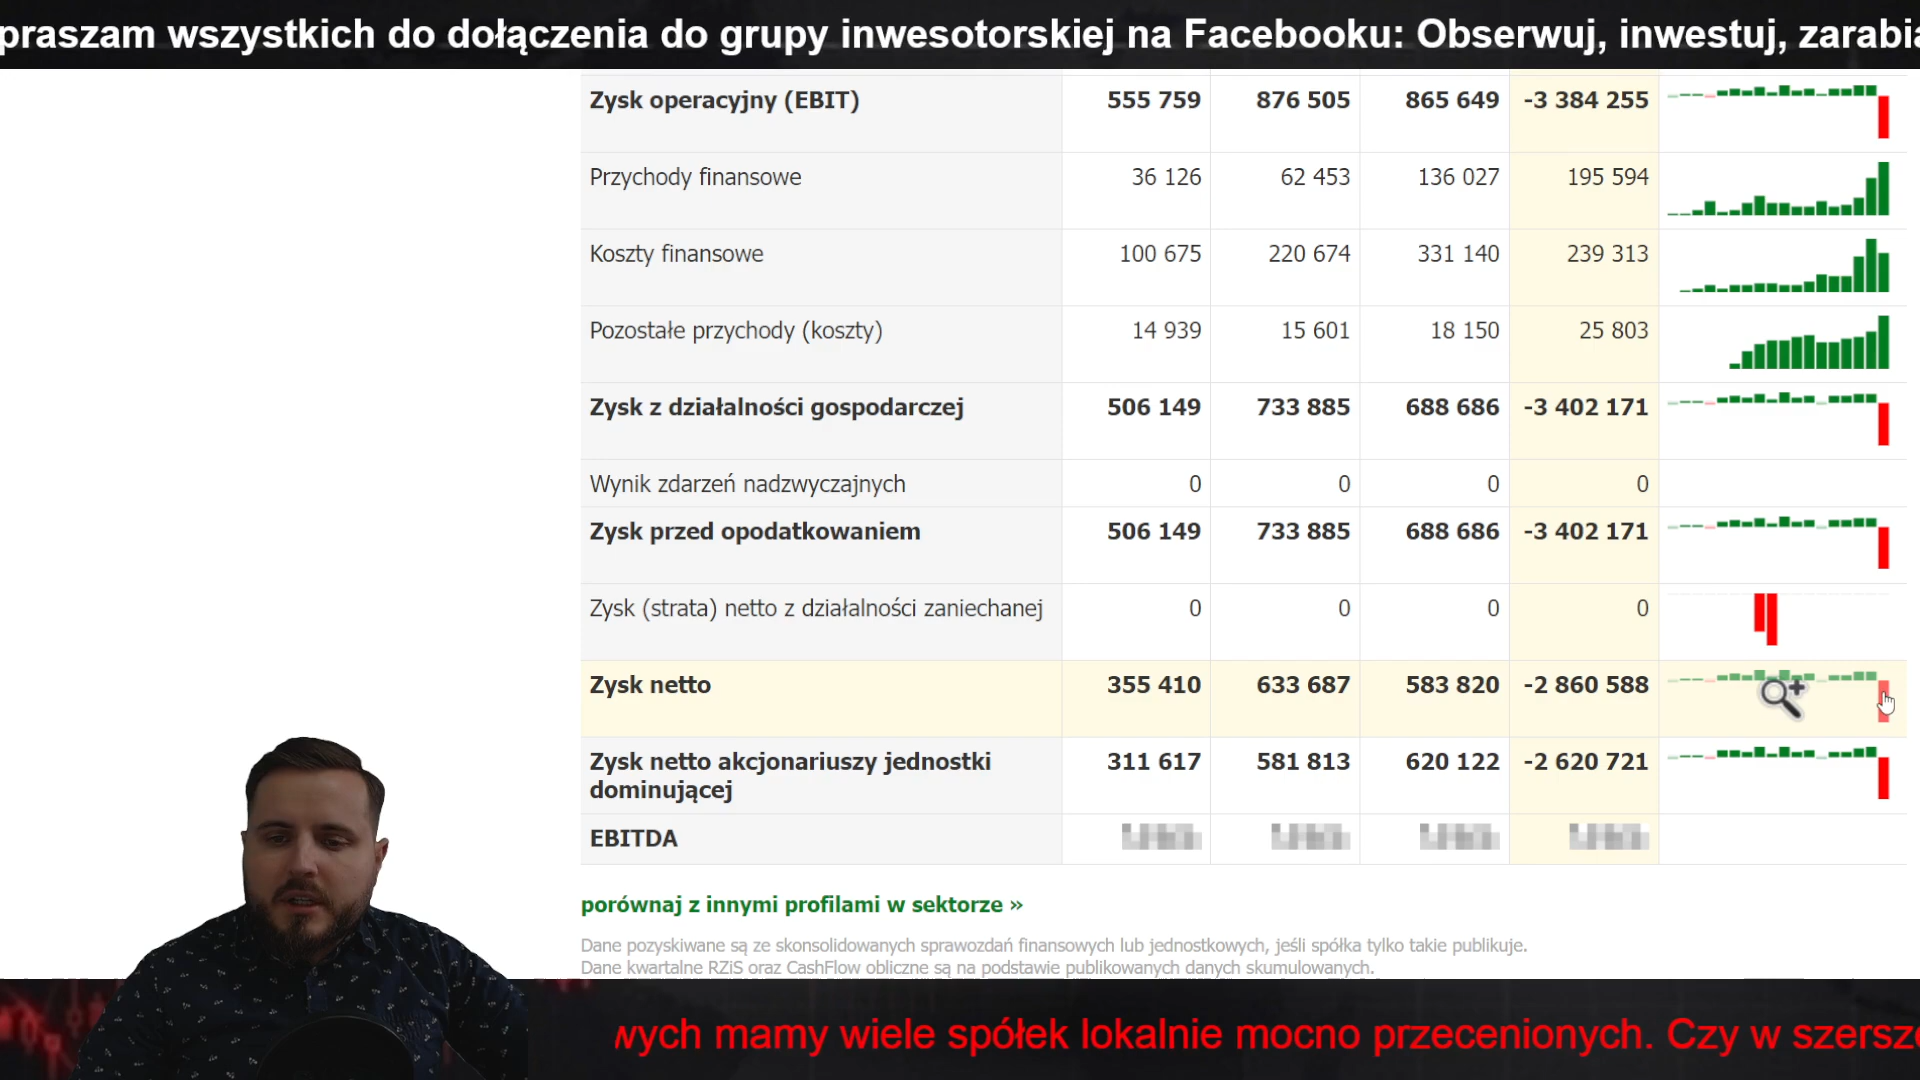 praszam wszystkich do dołączenia do grupy inwesotorskiej na Facebooku: Obserwuj, inwestuj, zarabia
Zysk operacyjny (EBIT) 555 759 876 505 865 649 -3 384 255
Przychody finansowe 36 126 62 453 136 027 195 594
Koszty finansowe 100 675 220 674 331 140 239 313
Pozostałe przychody (koszty) 14 939 15 601 18 150 25 803
Zysk z działalności gospodarczej 506 149 733 885 688 686 -3 402 171
Wynik zdarzeń nadzwyczajnych 0 0 0 0
Zysk przed opodatkowaniem 506 149 733 885 688 686 -3 402 171
Zysk (strata) netto z działalności zaniechanej 0 0 0 0
Zysk netto 355 410 633 687 583 820 -2 860 588
Zysk netto akcjonariuszy jednostki 311 617 581 813 620 122 -2 620 721
dominującej
EBITDA
porównaj z innymi profilami w sektorze »
Dane pozyskiwane są ze skonsolidowanych sprawozdań finansowych lub jednostkowych, jeśli spółka tylko takie publikuje.
Dane kwartalne RZiS oraz CashFlow obliczne są na podstawie publikowanych danych skumulowanych.
wych mamy wiele spółek lokalnie mocno przecenionych. Czy w szersze